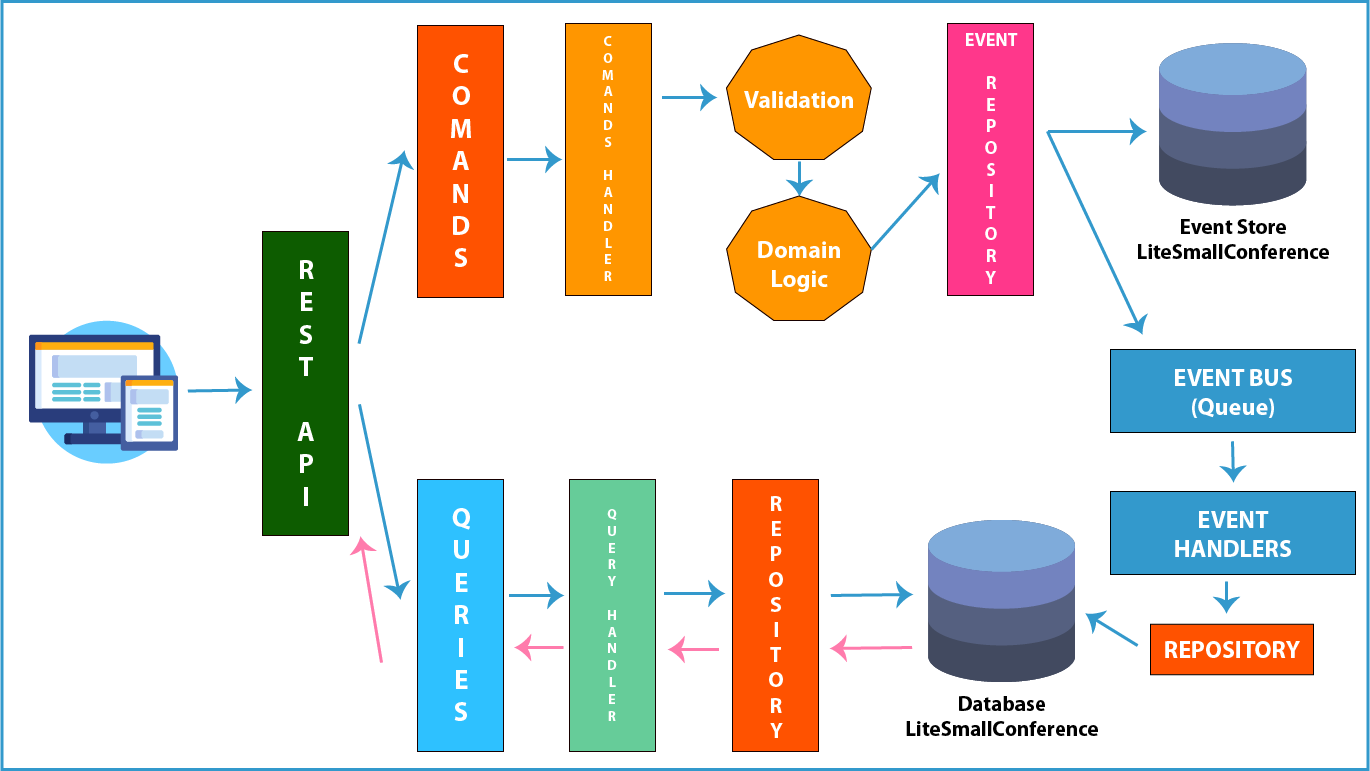 REST API
COMANDS
COMANDS HANDLER
Validation
Domain
Logic
EVENT
REPOSITORY
Event Store
LiteSmallConference
EVENT BUS
(Queue)
EVENT
HANDLERS
REPOSITORY
QUERIES
QUERY HANDLER
REPOSITORY
Database
LiteSmallConference